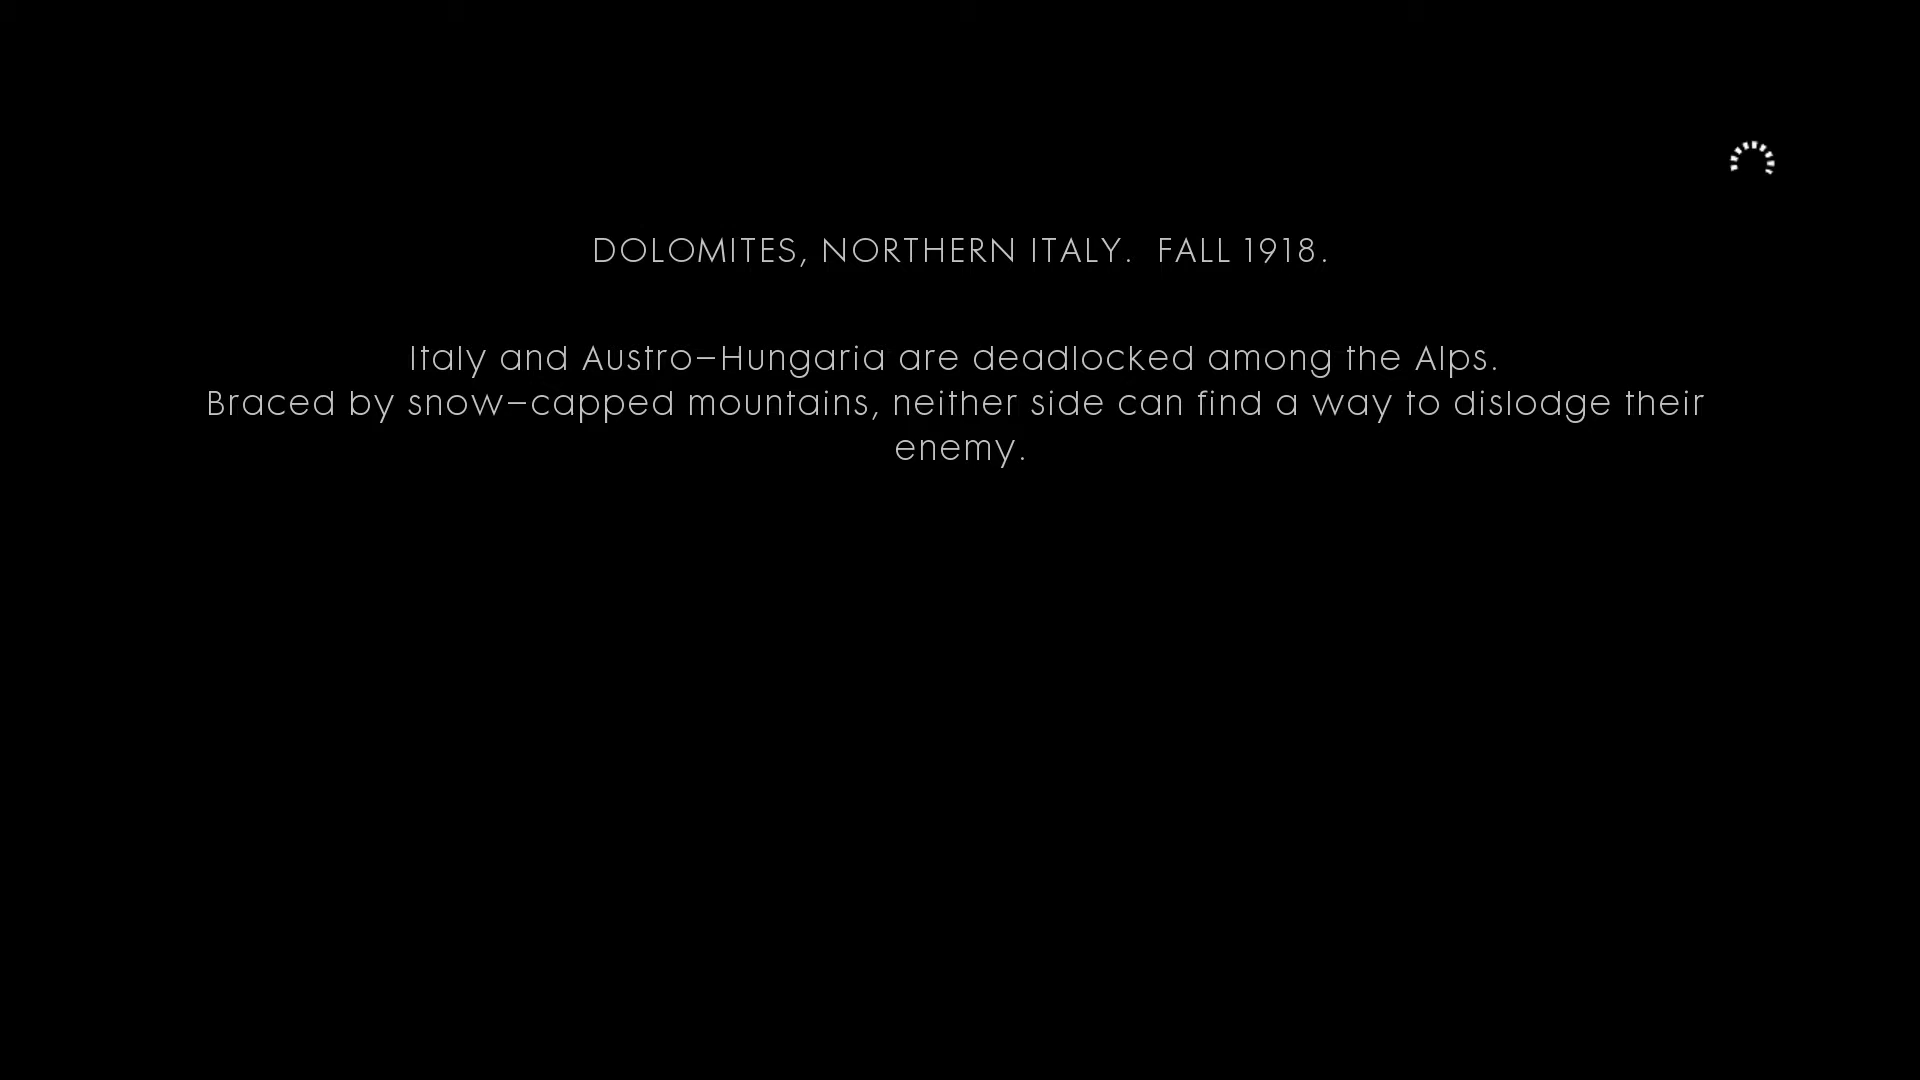 DOLOMITES, NORTHERN ITALY.  FALL 1918.
Italy and Austro-Hungaria are deadlocked among the Alps.
Braced by snow-capped mountains, neither side can find a way to dislodge their
enemy.